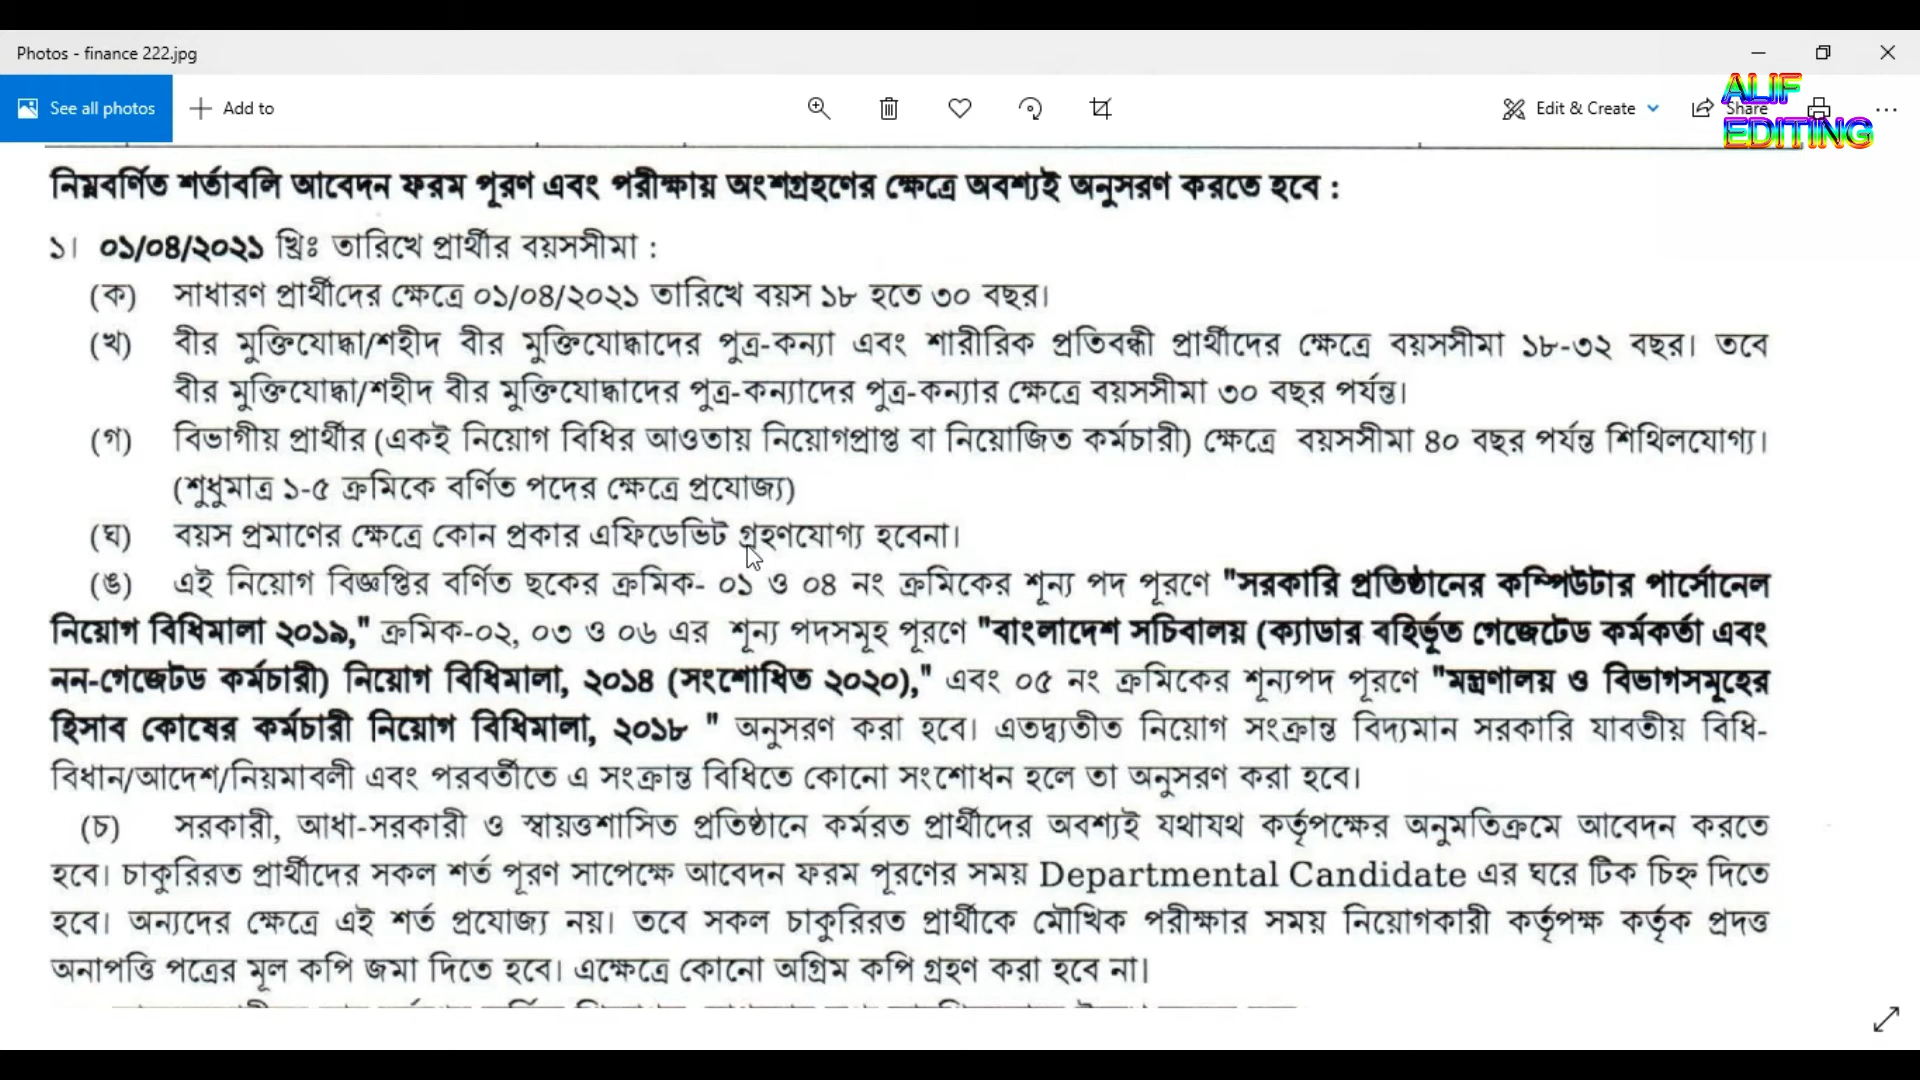 Photos - finance 222.jpg
See all photos
Add to
Edit & Create
Share
ALIF
EDITING
নিম্নবর্ণিত শর্তাবলি আবেদন ফরম পূরণ এবং পরীক্ষায় অংশগ্রহণের ক্ষেত্রে অবশ্যই অনুসরণ করতে হবে :
১। ০১/০৪/২০২১ খ্রিঃ তারিখে প্রার্থীর বয়সসীমা :
(ক) সাধারণ প্রার্থীদের ক্ষেত্রে ০১/০৪/২০২১ তারিখে বয়স ১৮ হতে ৩০ বছর।
(খ) বীর মুক্তিযোদ্ধা/শহীদ বীর মুক্তিযোদ্ধাদের পুত্র-কন্যা এবং শারীরিক প্রতিবন্ধী প্রার্থীদের ক্ষেত্রে বয়সসীমা ১৮-৩২ বছর। তবে
বীর মুক্তিযোদ্ধা/শহীদ বীর মুক্তিযোদ্ধাদের পুত্র-কন্যাদের পুত্র-কন্যার ক্ষেত্রে বয়সসীমা ৩০ বছর পর্যন্ত।
(গ) বিভাগীয় প্রার্থীর (একই নিয়োগ বিধির আওতায় নিয়োগপ্রাপ্ত বা নিয়োজিত কর্মচারী) ক্ষেত্রে বয়সসীমা ৪০ বছর পর্যন্ত শিথিলযোগ্য।
(শুধুমাত্র ১-৫ ক্রমিকে বর্ণিত পদের ক্ষেত্রে প্রযোজ্য)
(ঘ) বয়স প্রমাণের ক্ষেত্রে কোন প্রকার এফিডেভিট গ্রহণযোগ্য হবেনা।
(ঙ) এই নিয়োগ বিজ্ঞপ্তির বর্ণিত ছকের ক্রমিক- ০১ ও ০৪ নং ক্রমিকের শূন্য পদ পূরণে "সরকারি প্রতিষ্ঠানের কম্পিউটার পার্সোনেল
নিয়োগ বিধিমালা ২০১৯," ক্রমিক-০২, ০৩ ও ০৬ এর শূন্য পদসমূহ পূরণে "বাংলাদেশ সচিবালয় (ক্যাডার বহির্ভূত গেজেটেড কর্মকর্তা এবং
নন-গেজেটড কর্মচারী) নিয়োগ বিধিমালা, ২০১৪ (সংশোধিত ২০২০)," এবং ০৫ নং ক্রমিকের শূন্যপদ পূরণে "মন্ত্রণালয় ও বিভাগসমূহের
হিসাব কোষের কর্মচারী নিয়োগ বিধিমালা, ২০১৮ " অনুসরণ করা হবে। এতদ্ব্যতীত নিয়োগ সংক্রান্ত বিদ্যমান সরকারি যাবতীয় বিধি-
বিধান/আদেশ/নিয়মাবলী এবং পরবর্তীতে এ সংক্রান্ত বিধিতে কোনো সংশোধন হলে তা অনুসরণ করা হবে।
(চ) সরকারী, আধা-সরকারী ও স্বায়ত্তশাসিত প্রতিষ্ঠানে কর্মরত প্রার্থীদের অবশ্যই যথাযথ কর্তৃপক্ষের অনুমতিক্রমে আবেদন করতে
হবে। চাকুরিরত প্রার্থীদের সকল শর্ত পূরণ সাপেক্ষে আবেদন ফরম পূরণের সময় Departmental Candidate এর ঘরে টিক চিহ্ন দিতে
হবে। অন্যদের ক্ষেত্রে এই শর্ত প্রযোজ্য নয়। তবে সকল চাকুরিরত প্রার্থীকে মৌখিক পরীক্ষার সময় নিয়োগকারী কর্তৃপক্ষ কর্তৃক প্রদত্ত
অনাপত্তি পত্রের মূল কপি জমা দিতে হবে। এক্ষেত্রে কোনো অগ্রিম কপি গ্রহণ করা হবে না।